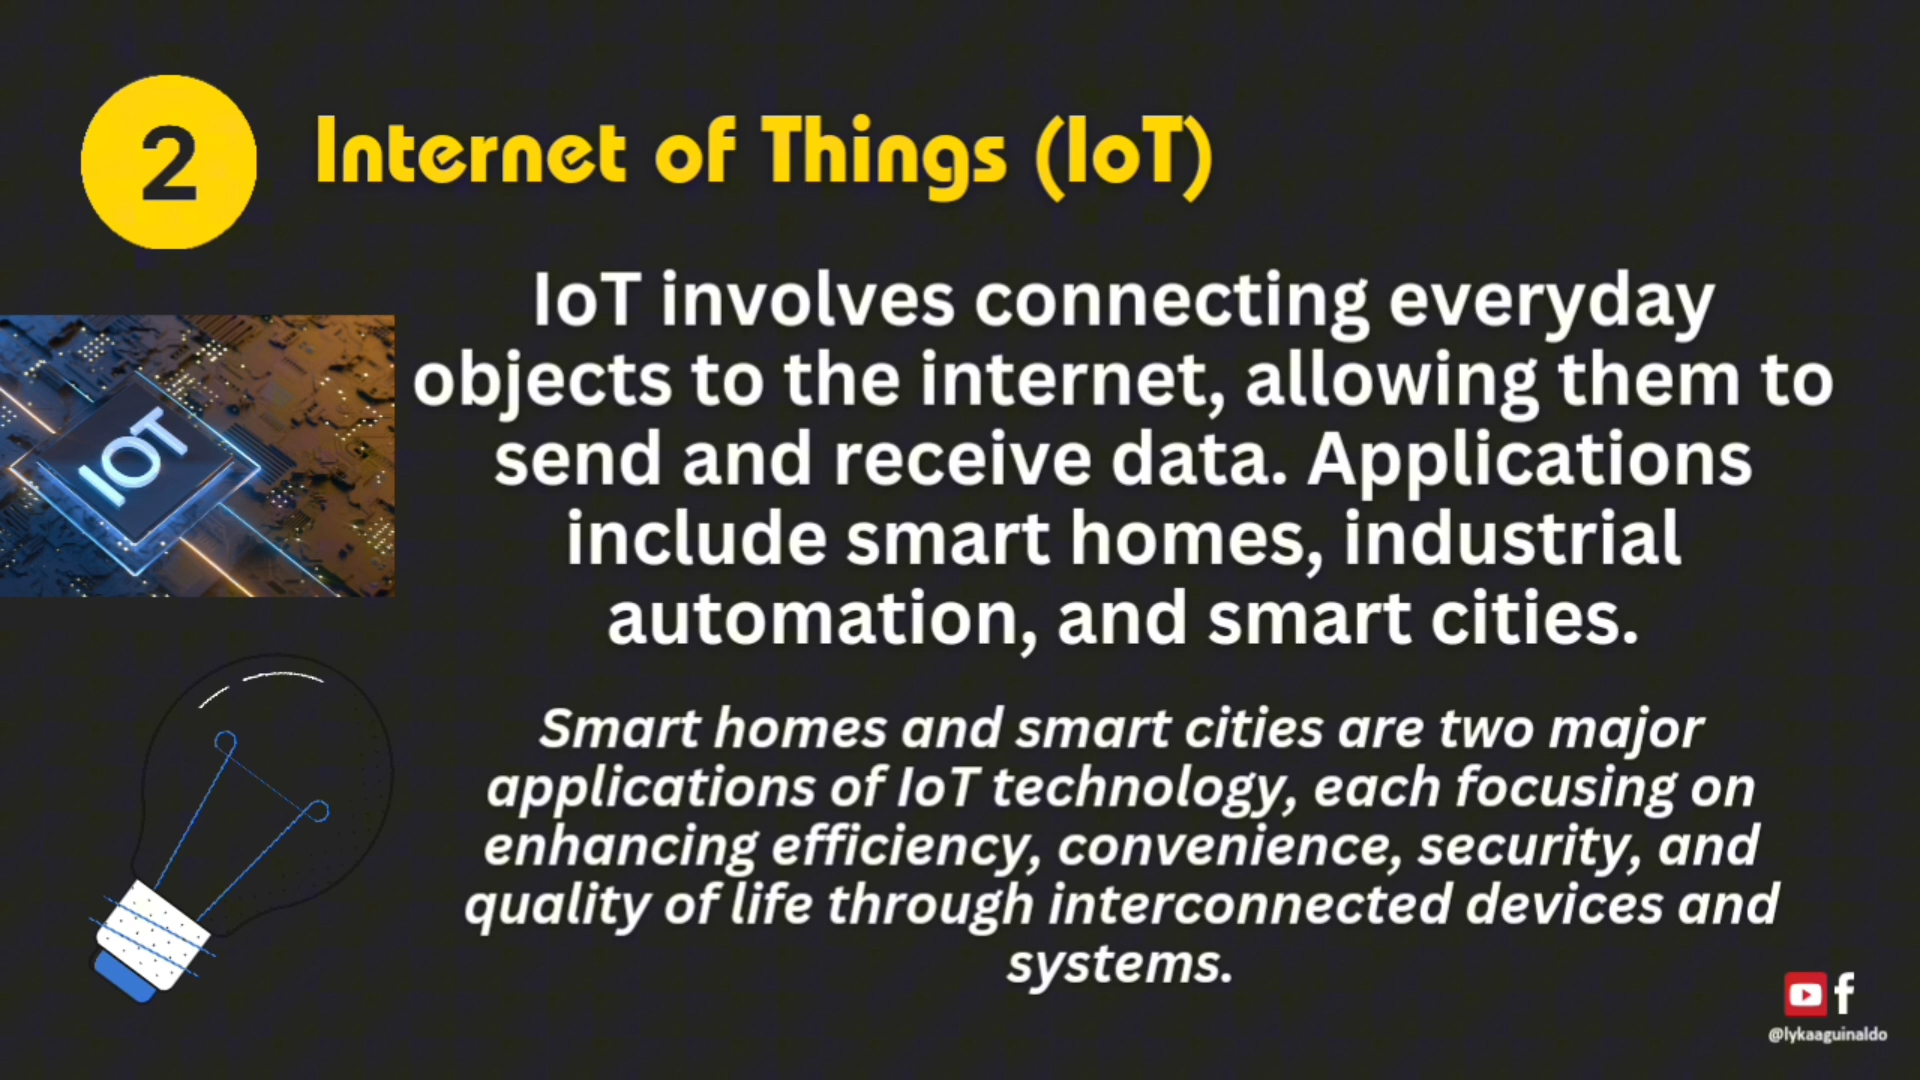 2
Internet of Things (IoT)
IoT involves connecting everyday
objects to the internet, allowing them to
send and receive data. Applications
include smart homes, industrial
automation, and smart cities.
IOT
Smart homes and smart cities are two major
applications of IoT technology, each focusing on
enhancing efficiency, convenience, security, and
quality of life through interconnected devices and
systems.
f
@lykaaguinaldo